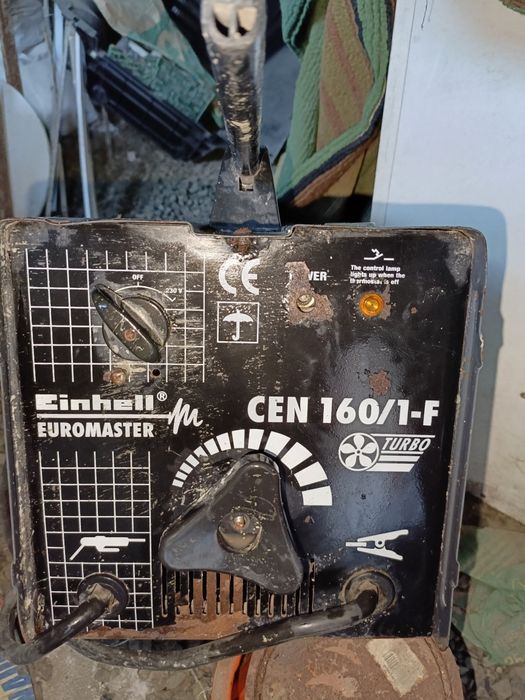 OFF
230 V
CE
The control lamp
lights up when the
thermostat is off
Einhell®
EUROMASTER
CEN 160/1-F
TURBO